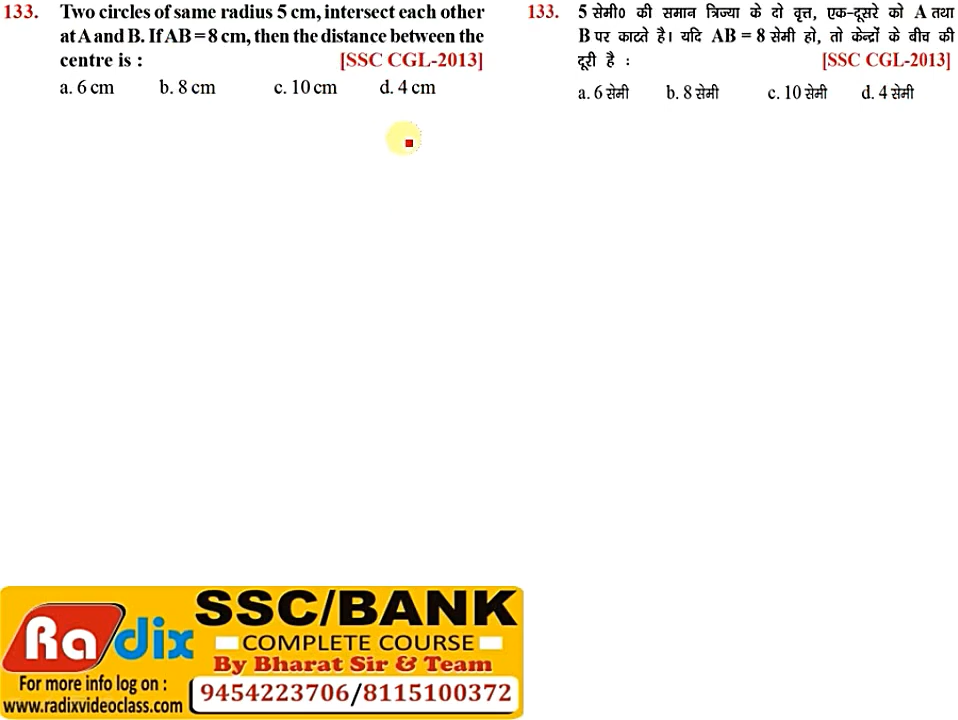 133. Two circles of same radius 5 cm, intersect each other
at A and B. If AB = 8 cm, then the distance between the
centre is : [SSC CGL-2013]
a. 6 cm b. 8 cm c. 10 cm d. 4 cm
133. 5 सेमी० की समान त्रिज्या के दो वृत्त, एक-दूसरे को A तथा
B पर काटते है। यदि AB = 8 सेमी हो, तो केन्द्रों के बीच की
दूरी है : [SSC CGL-2013]
a. 6 सेमी b. 8 सेमी c. 10 सेमी d. 4 सेमी
Radix
SSC/BANK
COMPLETE COURSE
By Bharat Sir & Team
For more info log on :
www.radixvideoclass.com
9454223706/8115100372